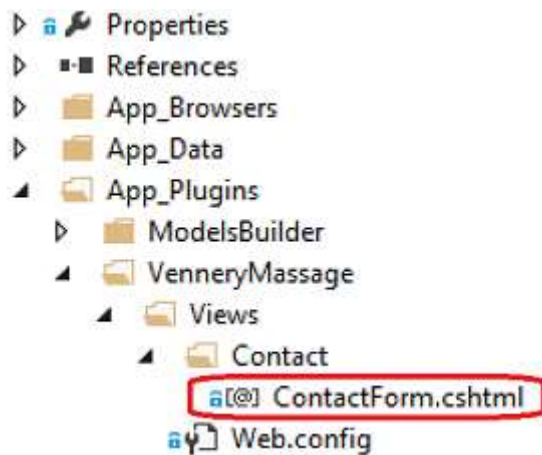 Properties
References
App_Browsers
App_Data
App_Plugins
ModelsBuilder
VenneryMassage
Views
Contact
ContactForm.cshtml
Web.config